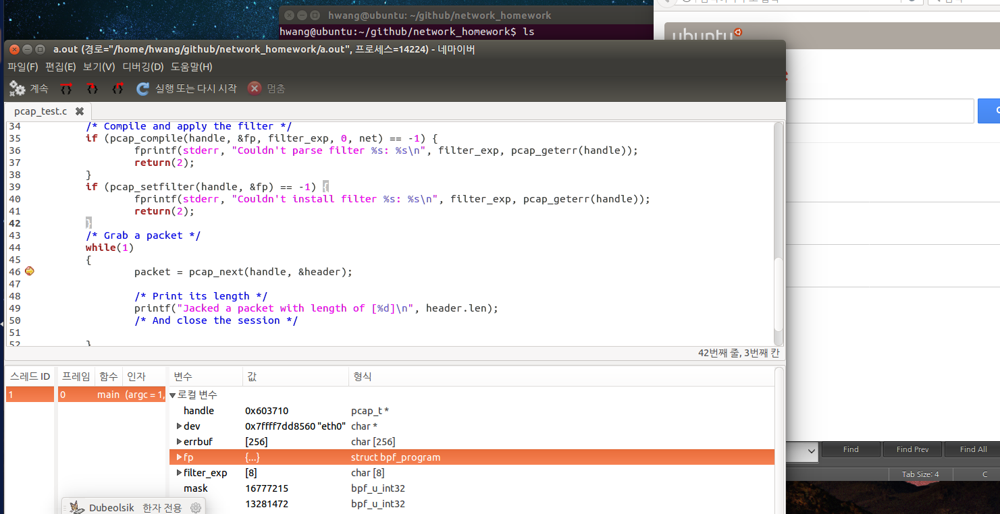 hwang@ubuntu: ~/github/network_homework
hwang@ubuntu:~/github/network_homework$ ls
ubuntu
a.out (경로="/home/hwang/github/network_homework/a.out", 프로세스=14224) - 네마이버
파일(F) 편집(E) 보기(V) 디버깅(D) 도움말(H)
계속 실행 또는 다시 시작 멈춤
pcap_test.c
34 /* Compile and apply the filter */
35 if (pcap_compile(handle, &fp, filter_exp, 0, net) == -1) {
36 fprintf(stderr, "Couldn't parse filter %s: %s\n", filter_exp, pcap_geterr(handle));
37 return(2);
38 }
39 if (pcap_setfilter(handle, &fp) == -1) {
40 fprintf(stderr, "Couldn't install filter %s: %s\n", filter_exp, pcap_geterr(handle));
41 return(2);
42 }
43 /* Grab a packet */
44 while(1)
45 {
46 packet = pcap_next(handle, &header);
47
48 /* Print its length */
49 printf("Jacked a packet with length of [%d]\n", header.len);
50 /* And close the session */
51
52 }
42번째 줄, 3번째 칸
스레드 ID 프레임 함수 인자 변수 값 형식
1 0 main (argc = 1, 로컬 변수
handle 0x603710 pcap_t *
dev 0x7ffff7dd8560 "eth0" char *
errbuf [256] char [256]
fp {...} struct bpf_program
filter_exp [8] char [8]
mask 16777215 bpf_u_int32
13281472 bpf_u_int32
Dubeolsik 한자 전용
Find Find Prev Find All
Tab Size: 4 C